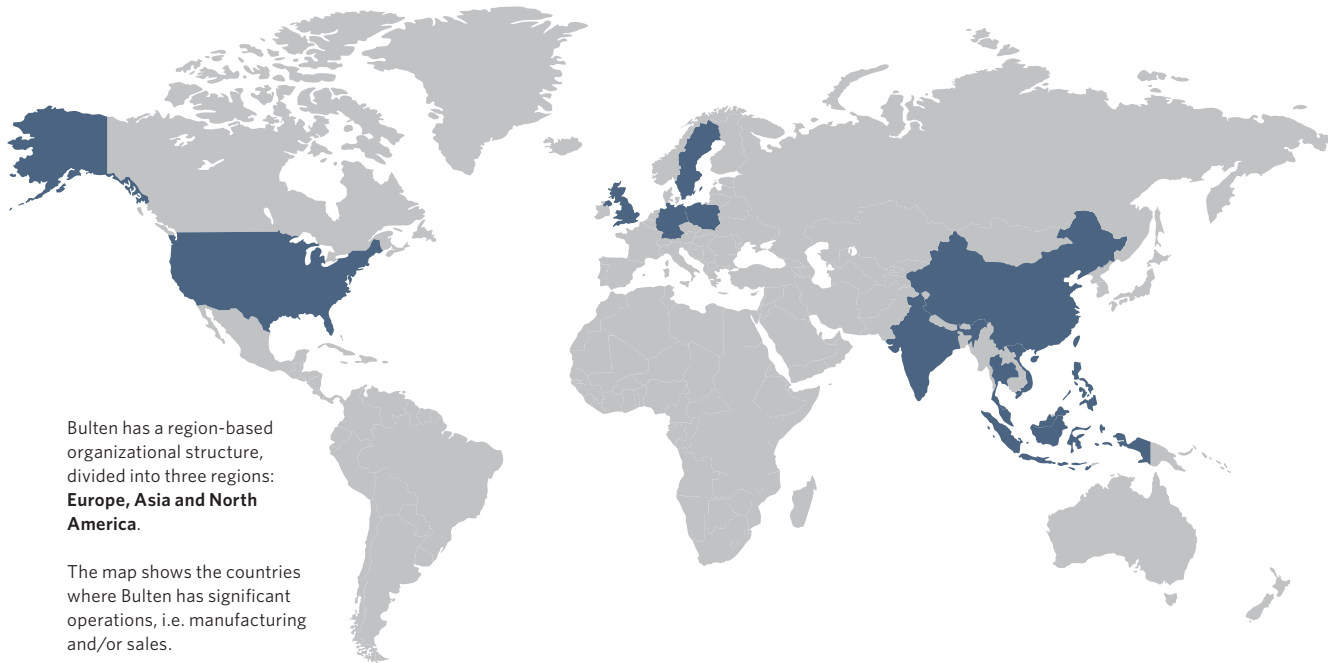 Bulten has a region-based
organizational structure,
divided into three regions:
Europe, Asia and North
America.
The map shows the countries
where Bulten has significant
operations, i.e. manufacturing
and/or sales.